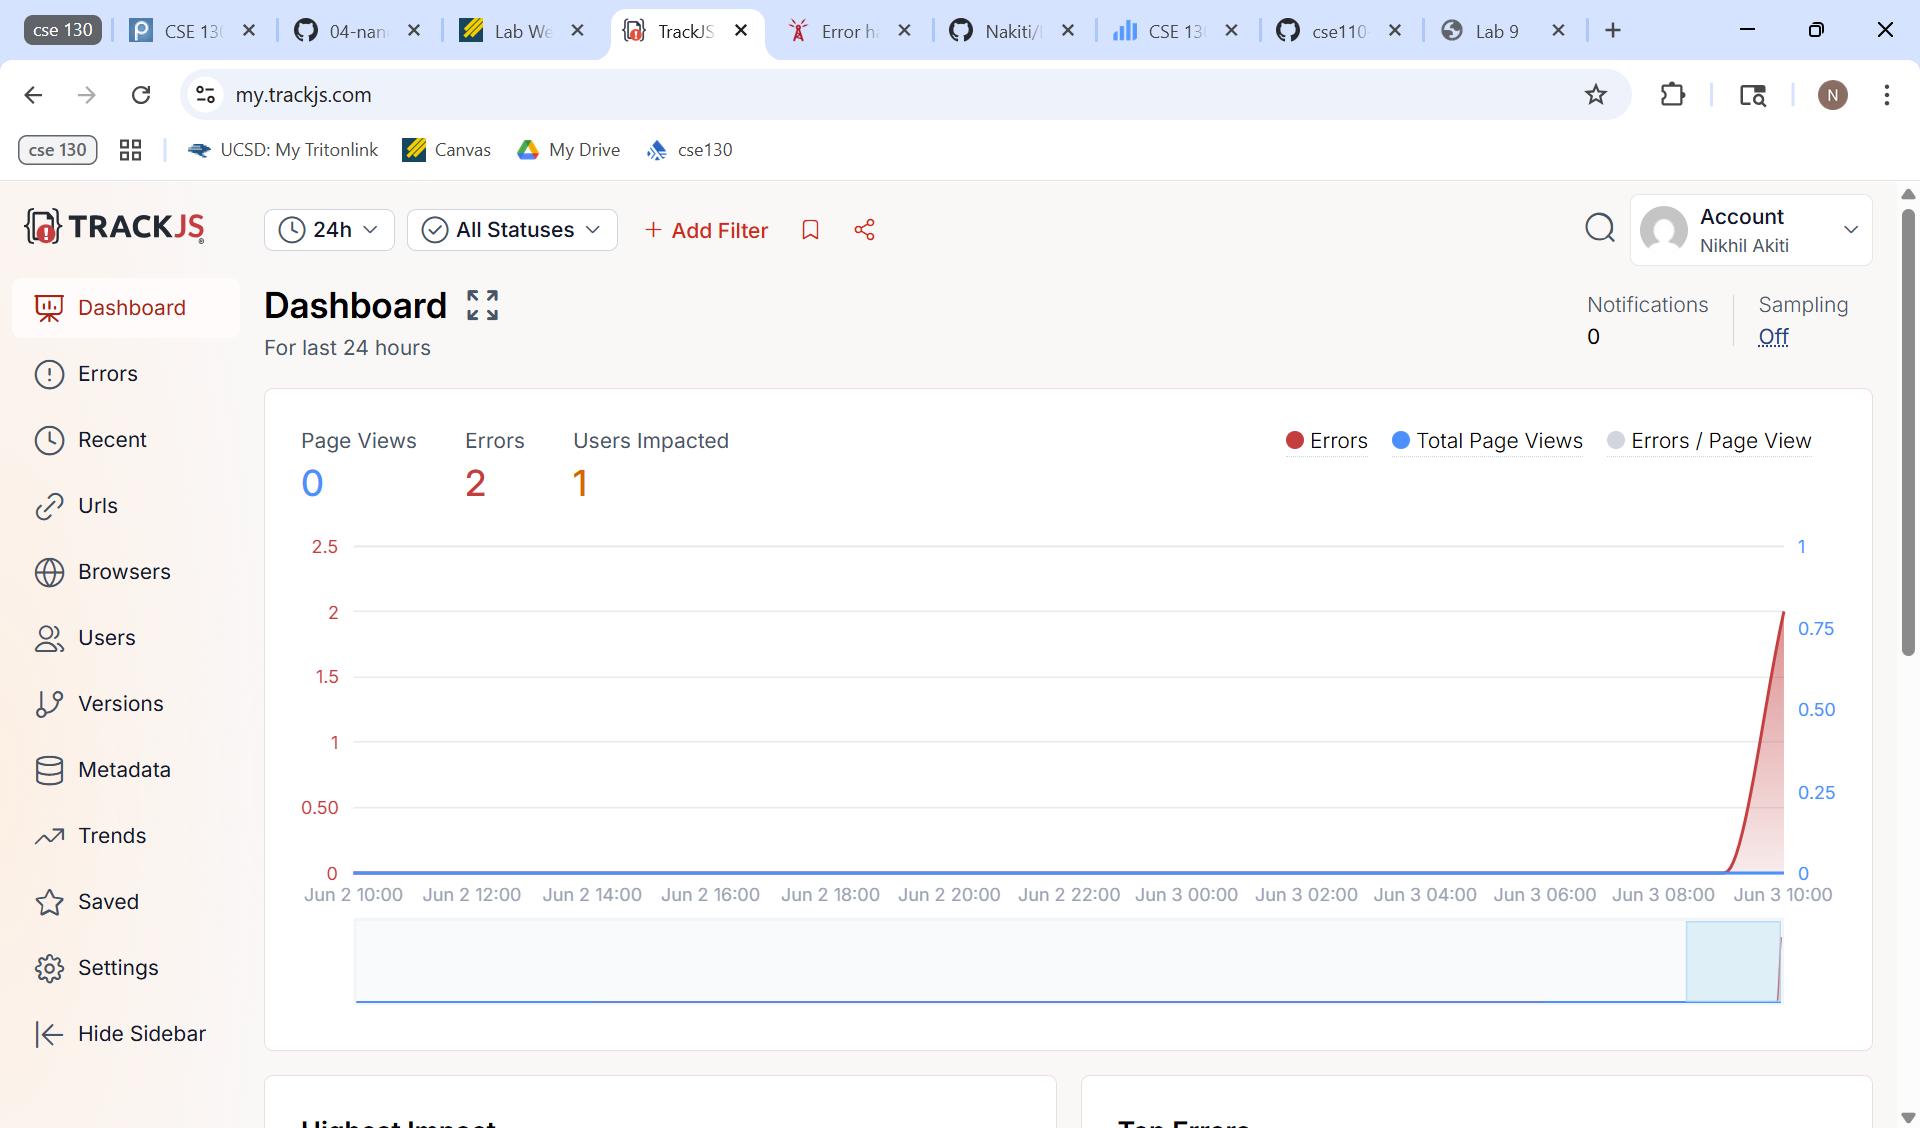 cse 130
CSE 13
04-nan
Lab We
TrackJS
Error ha
Nakiti/
CSE 13
cse110
Lab 9
my.trackjs.com
N
cse 130
UCSD: My Tritonlink
Canvas
My Drive
cse130
TRACKJS
24h
All Statuses
+ Add Filter
Account
Nikhil Akiti
Dashboard
Errors
Recent
Urls
Browsers
Users
Versions
Metadata
Trends
Saved
Settings
Hide Sidebar
Dashboard
For last 24 hours
Notifications
0
Sampling
Off
Page Views
0
Errors
2
Users Impacted
1
Errors
Total Page Views
Errors / Page View
2.5
2
1.5
1
0.50
0
1
0.75
0.50
0.25
0
Jun 2 10:00
Jun 2 12:00
Jun 2 14:00
Jun 2 16:00
Jun 2 18:00
Jun 2 20:00
Jun 2 22:00
Jun 3 00:00
Jun 3 02:00
Jun 3 04:00
Jun 3 06:00
Jun 3 08:00
Jun 3 10:00
Highest Impact
Top Errors